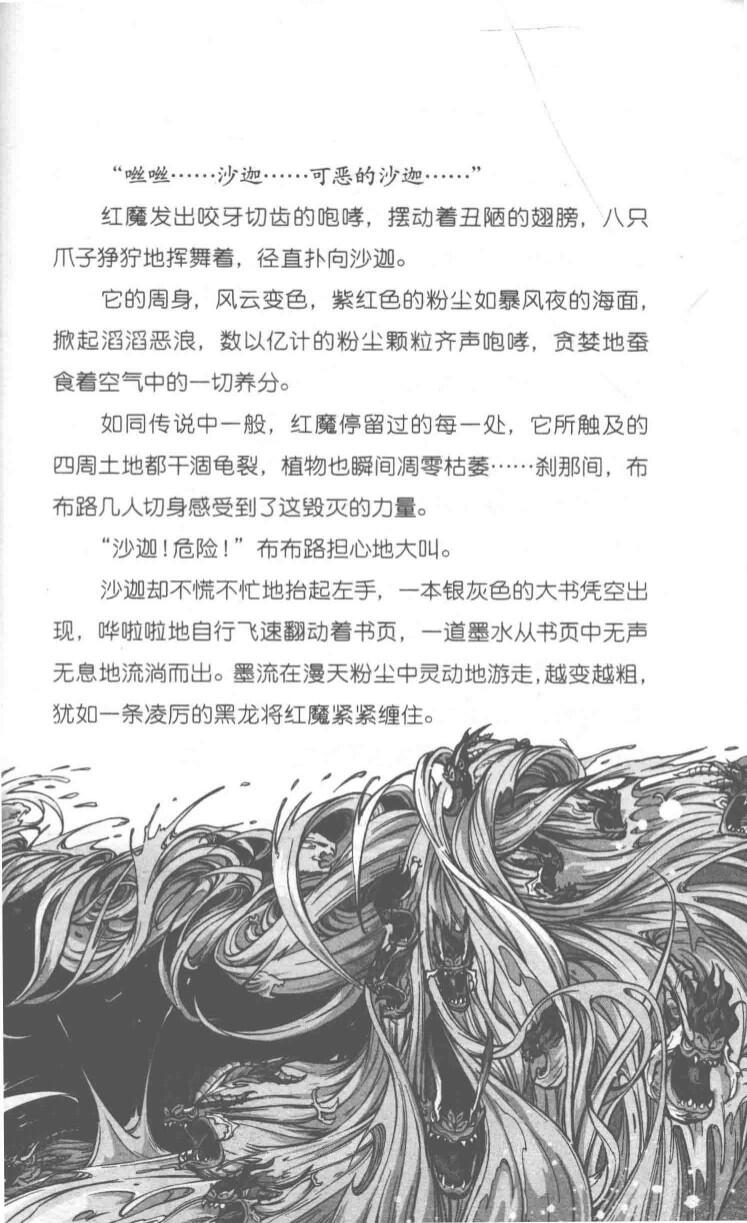 “咝咝……沙迦……可恶的沙迦……”
红魔发出咬牙切齿的咆哮，摆动着丑陋的翅膀，八只
爪子狰狞地挥舞着，径直扑向沙迦。
它的周身，风云变色，紫红色的粉尘如暴风夜的海面，
掀起滔滔恶浪，数以亿计的粉尘颗粒齐声咆哮，贪婪地蚕
食着空气中的一切养分。
如同传说中一般，红魔停留过的每一处，它所触及的
四周土地都干涸龟裂，植物也瞬间凋零枯萎……刹那间，布
布路几人切身感受到了这毁灭的力量。
“沙迦！危险！”布布路担心地大叫。
沙迦却不慌不忙地抬起左手，一本银灰色的大书凭空出
现，哗啦啦地自行飞速翻动着书页，一道墨水从书页中无声
无息地流淌而出。墨流在漫天粉尘中灵动地游走，越变越粗，
犹如一条凌厉的黑龙将红魔紧紧缠住。